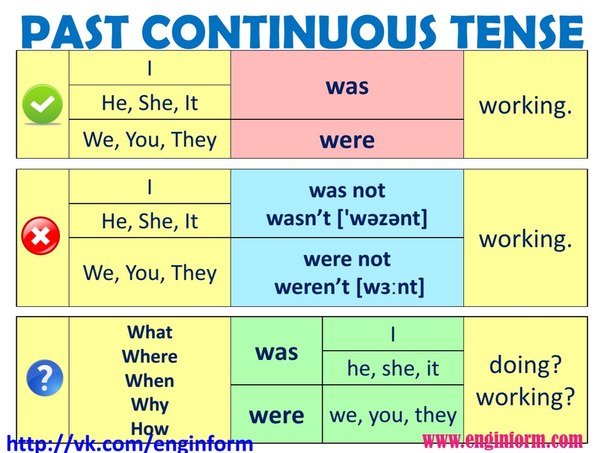 PAST CONTINUOUS TENSE
I
He, She, It
We, You, They
was
were
working.
I
He, She, It
We, You, They
was not
wasn’t ['wəzənt]
were not
weren’t [wɜːnt]
working.
?
What
Where
When
Why
How
was
were
I
he, she, it
we, you, they
doing?
working?
http://vk.com/enginform
www.enginform.com